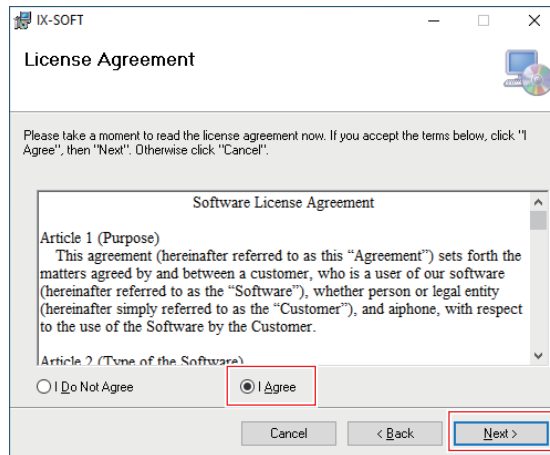 IX-SOFT
License Agreement
Please take a moment to read the license agreement now. If you accept the terms below, click "I
Agree", then "Next". Otherwise click "Cancel".
Software License Agreement
Article 1 (Purpose)
This agreement (hereinafter referred to as this “Agreement”) sets forth the
matters agreed by and between a customer, who is a user of our software
(hereinafter referred to as the “Software”), whether person or legal entity
(hereinafter simply referred to as the “Customer”), and aiphone, with respect
to the use of the Software by the Customer.
Article 2 (Type of the Software)
I Do Not Agree
I Agree
Cancel
< Back
Next >